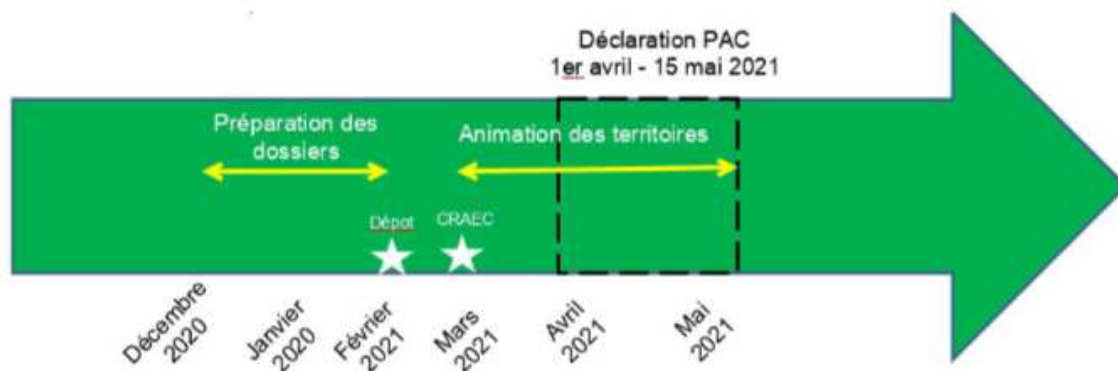 Déclaration PAC
1er avril - 15 mai 2021
Préparation des
dossiers
Animation des territoires
Dépot
CRAEC
Décembre
2020
Janvier
2020
Février
2021
Mars
2021
Avril
2021
Mai
2021